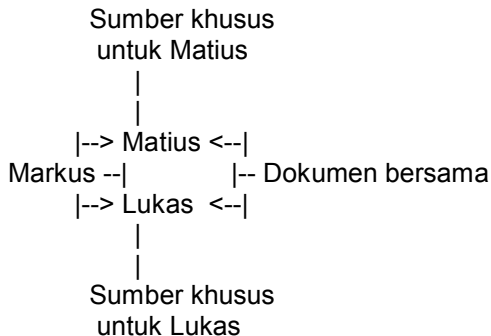 Sumber khusus
untuk Matius
|
|
|--> Matius <--|
Markus --| |-- Dokumen bersama
|--> Lukas <--|
|
|
Sumber khusus
untuk Lukas